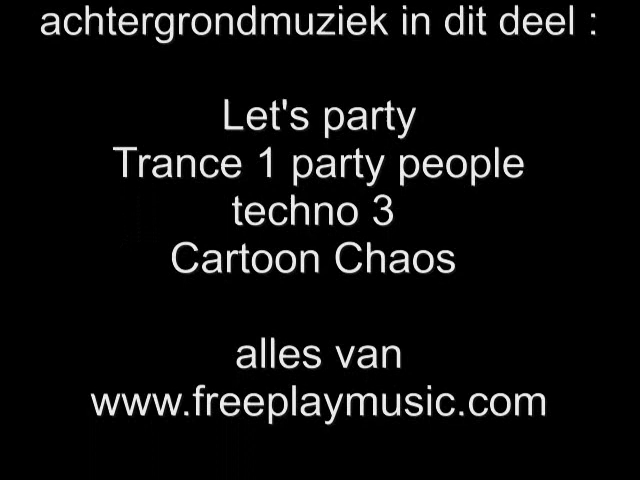 achtergrondmuziek in dit deel :
Let's party
Trance 1 party people
techno 3
Cartoon Chaos
alles van
www.freeplaymusic.com